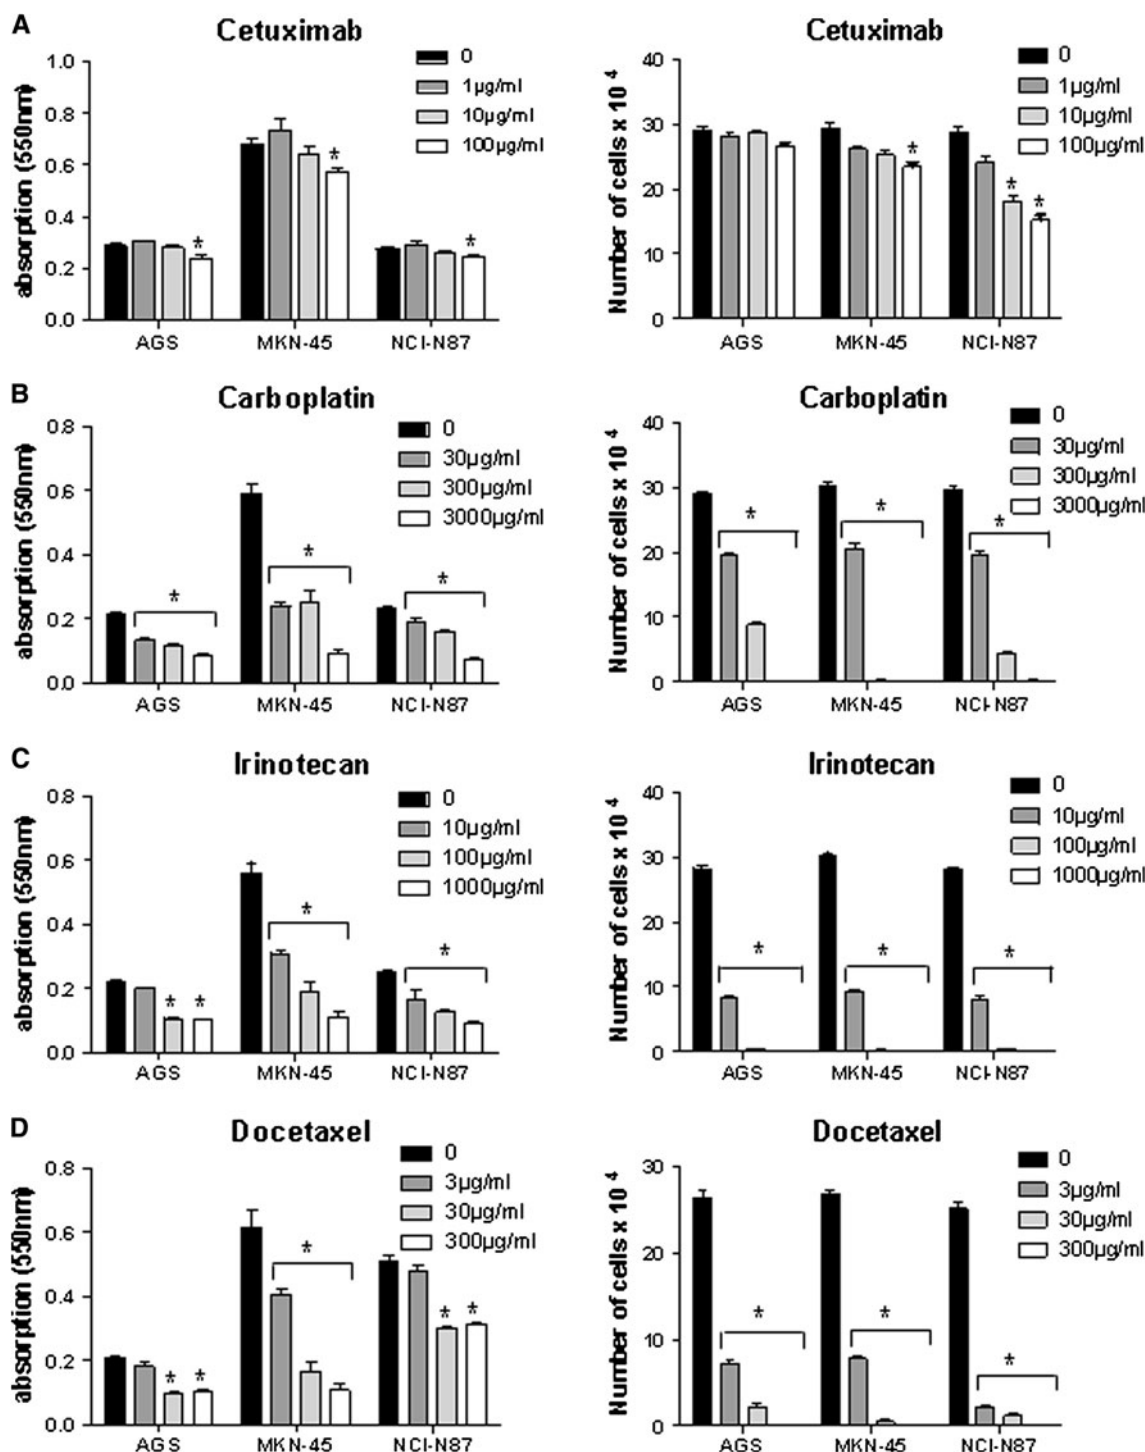 A
Cetuximab
absorption (550nm)
1.0
0.8
0.6
0.4
0.2
0.0
0
1µg/ml
10µg/ml
100µg/ml
*
*
*
AGS
MKN-45
NCI-N87
Cetuximab
Number of cells x 10 4
40
30
20
10
0
0
1µg/ml
10µg/ml
100µg/ml
*
*
*
AGS
MKN-45
NCI-N87
B
Carboplatin
absorption (550nm)
0.8
0.6
0.4
0.2
0.0
0
30µg/ml
300µg/ml
3000µg/ml
*
*
*
AGS
MKN-45
NCI-N87
Carboplatin
Number of cells x 10 4
40
30
20
10
0
0
30µg/ml
300µg/ml
3000µg/ml
*
*
*
AGS
MKN-45
NCI-N87
C
Irinotecan
absorption (550nm)
0.8
0.6
0.4
0.2
0.0
0
10µg/ml
100µg/ml
1000µg/ml
* *
*
*
AGS
MKN-45
NCI-N87
Irinotecan
Number of cells x 10 4
40
30
20
10
0
0
10µg/ml
100µg/ml
1000µg/ml
*
*
*
AGS
MKN-45
NCI-N87
D
Docetaxel
absorption (550nm)
0.8
0.6
0.4
0.2
0.0
0
3µg/ml
30µg/ml
300µg/ml
* *
*
* *
AGS
MKN-45
NCI-N87
Docetaxel
Number of cells x 10 4
30
20
10
0
0
3µg/ml
30µg/ml
300µg/ml
*
*
*
AGS
MKN-45
NCI-N87